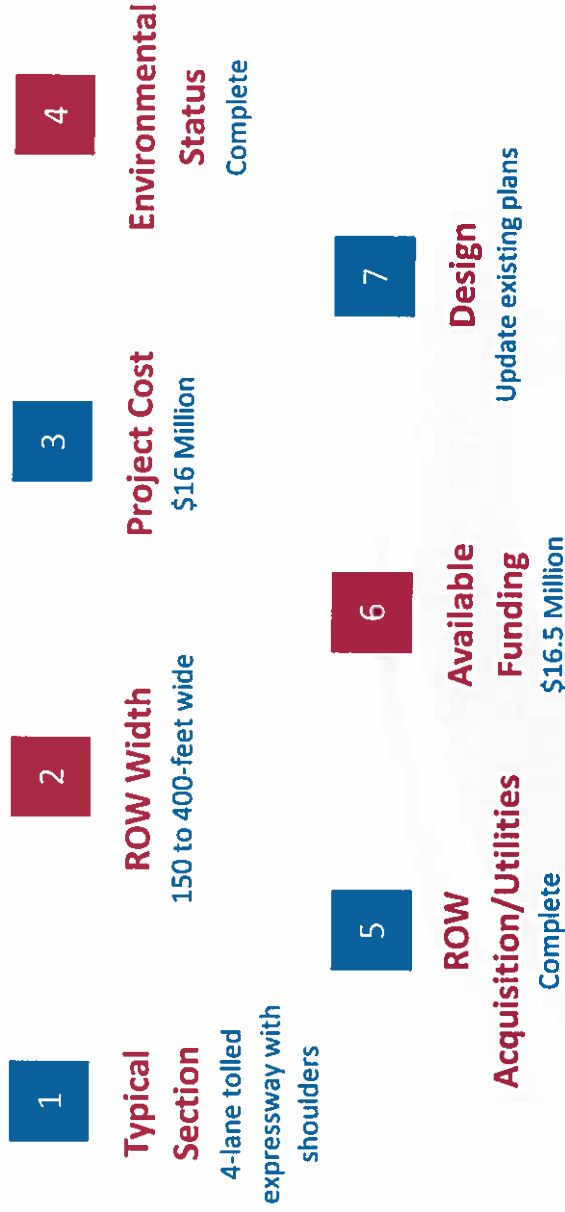 1
Typical
Section
4-lane tolled
expressway with
shoulders
2
ROW Width
150 to 400-feet wide
3
Project Cost
$16 Million
4
Environmental
Status
Complete
5
ROW
Acquisition/Utilities
Complete
6
Available
Funding
$16.5 Million
7
Design
Update existing plans